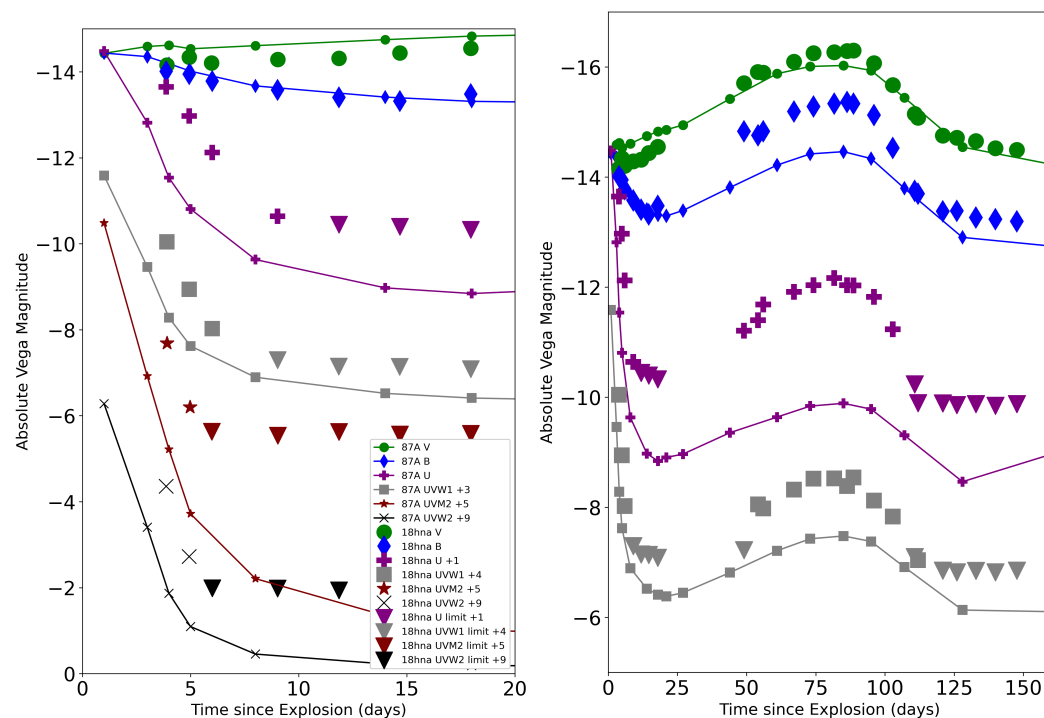 −14
−12
−10
−8
−6
−4
−2
0
Absolute Vega Magnitude
0
5
10
15
20
Time since Explosion (days)
87A V
87A B
87A U
87A UVW1 +3
87A UVM2 +5
87A UVW2 +9
18hna V
18hna B
18hna U +1
18hna UVW1 +4
18hna UVM2 +5
18hna UVW2 +9
18hna U limit +1
18hna UVW1 limit +4
18hna UVM2 limit +5
18hna UVW2 limit +9
−16
−14
−12
−10
−8
−6
Absolute Vega Magnitude
0
25
50
75
100
125
150
Time since Explosion (days)